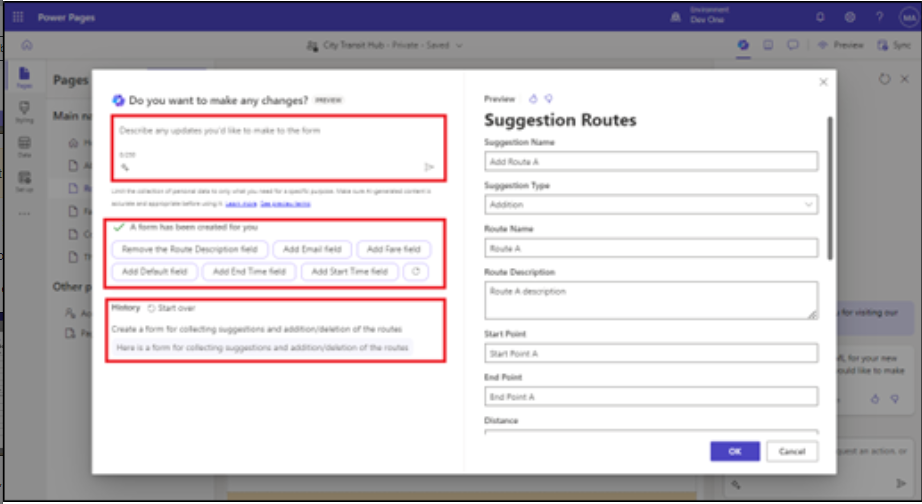 Power Pages
Environment
Dev One
MA
City Transit Hub - Private - Saved
Preview
Sync
Pages
Pages
Main na
Styling
Data
Set up
Other p
Do you want to make any changes? PREVIEW
Describe any updates you'd like to make to the form
Limit the collection of personal data to only what you need for a specific purpose. Make sure AI-generated content is
accurate and appropriate before using it. Learn more See preview terms
A form has been created for you
Remove the Route Description field
Add Email field
Add Fare field
Add Default field
Add End Time field
Add Start Time field
History
Start over
Create a form for collecting suggestions and addition/deletion of the routes
Here is a form for collecting suggestions and addition/deletion of the routes
Preview
Suggestion Routes
Suggestion Name
Add Route A
Suggestion Type
Addition
Route Name
Route A
Route Description
Route A description
Start Point
Start Point A
End Point
End Point A
Distance
OK
Cancel
for visiting our
for your new
would like to make
request an action, or